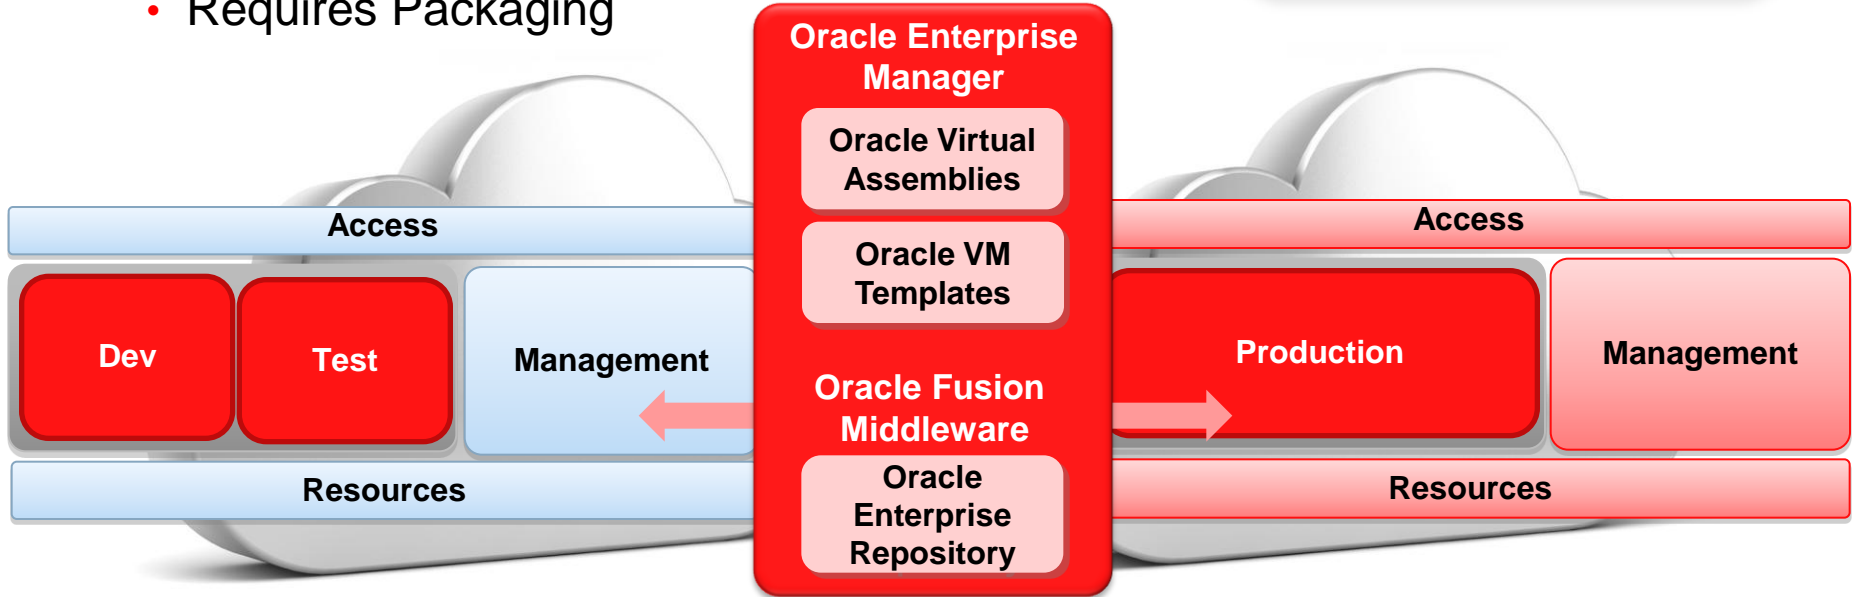 • Requires Packaging
Oracle Enterprise
Manager
Oracle Virtual
Assemblies
Oracle VM
Templates
Oracle Fusion
Middleware
Oracle
Enterprise
Repository
Access
Dev
Test
Management
Resources
Access
Production
Management
Resources